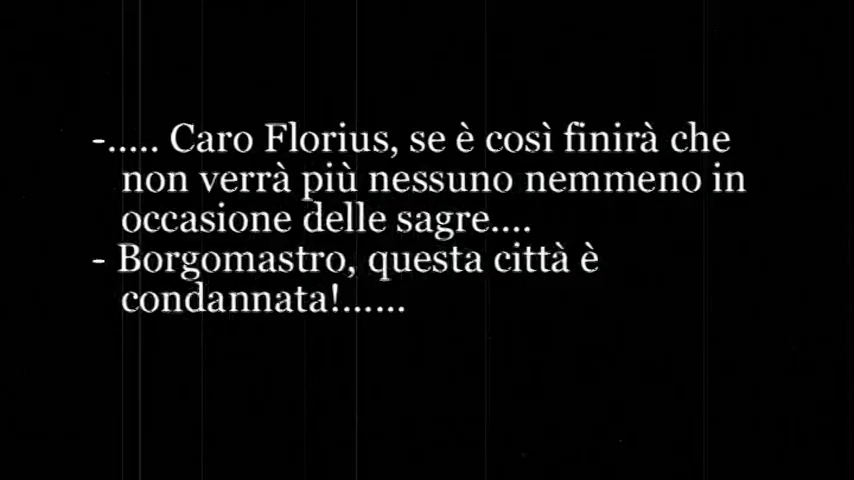 -..... Caro Florius, se è così finirà che
non verrà più nessuno nemmeno in
occasione delle sagre....
- Borgomastro, questa città è
condannata!......